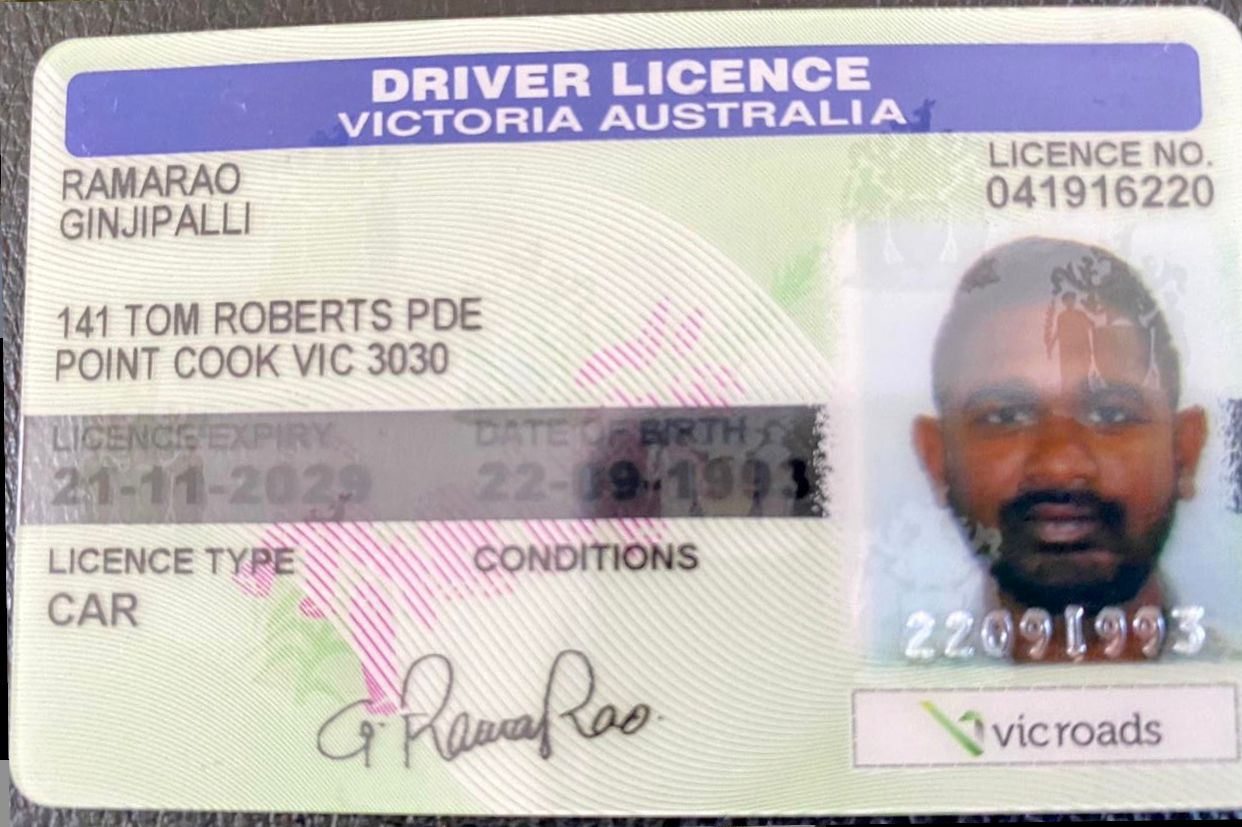 DRIVER LICENCE
VICTORIA AUSTRALIA
RAMARAO
GINJIPALLI
LICENCE NO.
041916220
141 TOM ROBERTS PDE
POINT COOK VIC 3030
LICENCE EXPIRY
DATE OF BIRTH
21-11-2029
22-09-1993
LICENCE TYPE
CONDITIONS
CAR
22091993
G. RamaRao.
vicroads